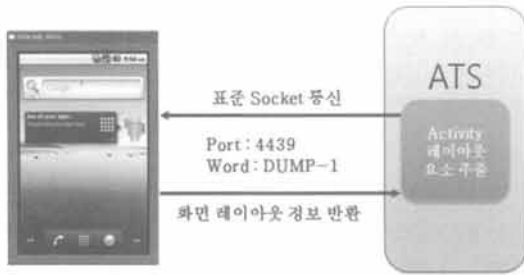 ATS
표준 Socket 통신
Activity
레이아웃
요소 추출
Port : 4439
Word : DUMP-1
화면 레이아웃 정보 반환